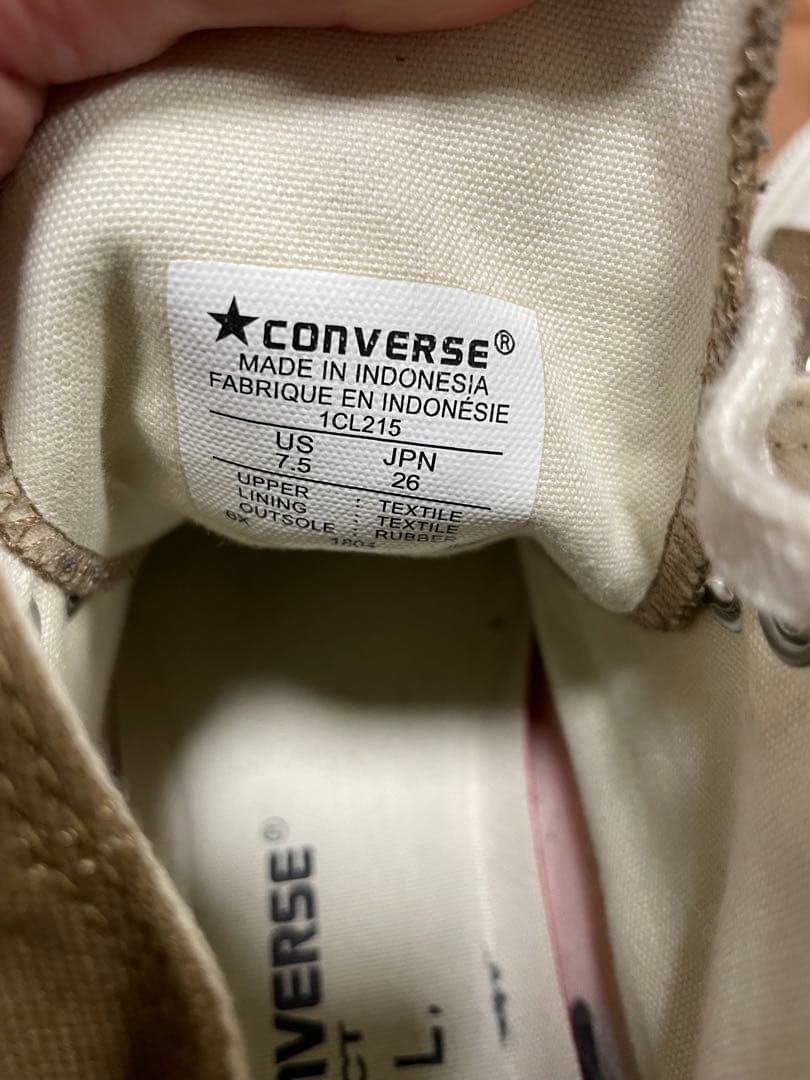 ★CONVERSE®
MADE IN INDONESIA
FABRIQUE EN INDONÉSIE
1CL215
US JPN
7.5 26
UPPER : TEXTILE
LINING : TEXTILE
OUTSOLE : RUBBER
6X
CONVERSE®
L.